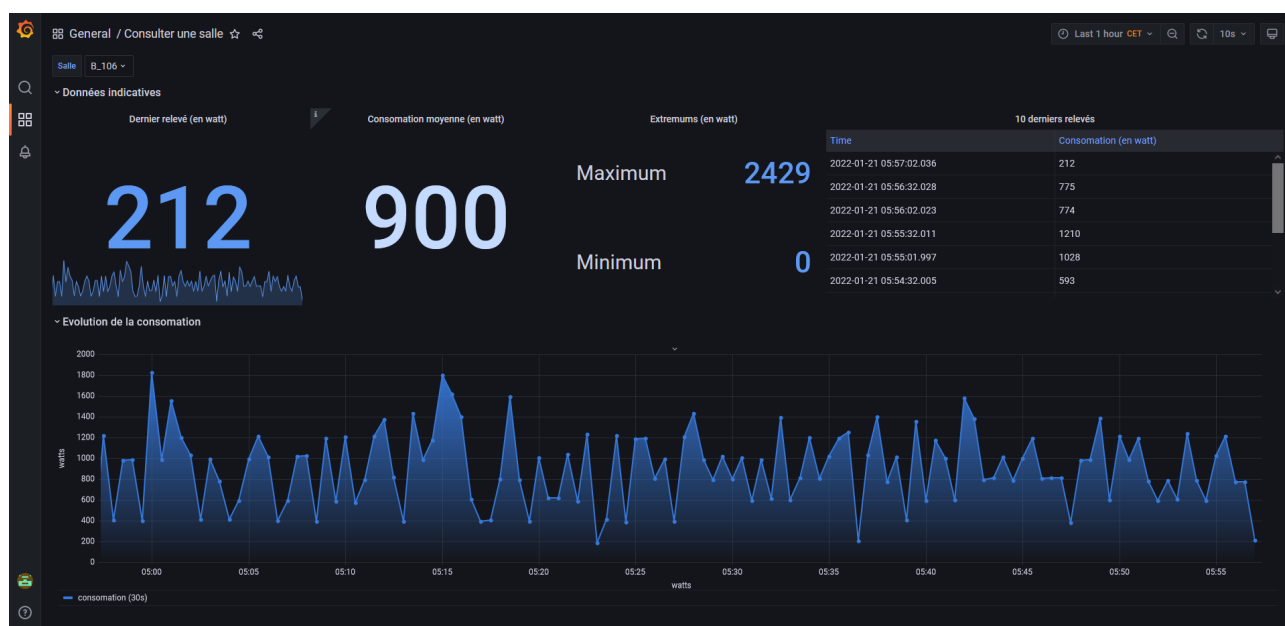 General / Consulter une salle
Last 1 hour CET
10s
Salle B_106
Données indicatives
Dernier relevé (en watt)
i
212
Consomation moyenne (en watt)
900
Extremums (en watt)
Maximum 2429
Minimum 0
10 derniers relevés
Time Consomation (en watt)
2022-01-21 05:57:02.036 212
2022-01-21 05:56:32.028 775
2022-01-21 05:56:02.023 774
2022-01-21 05:55:32.011 1210
2022-01-21 05:55:01.997 1028
2022-01-21 05:54:32.005 593
Evolution de la consomation
2000
1800
1600
1400
1200
1000
800
600
400
200
0
watts
05:00 05:05 05:10 05:15 05:20 05:25 05:30 05:35 05:40 05:45 05:50 05:55
watts
consomation (30s)